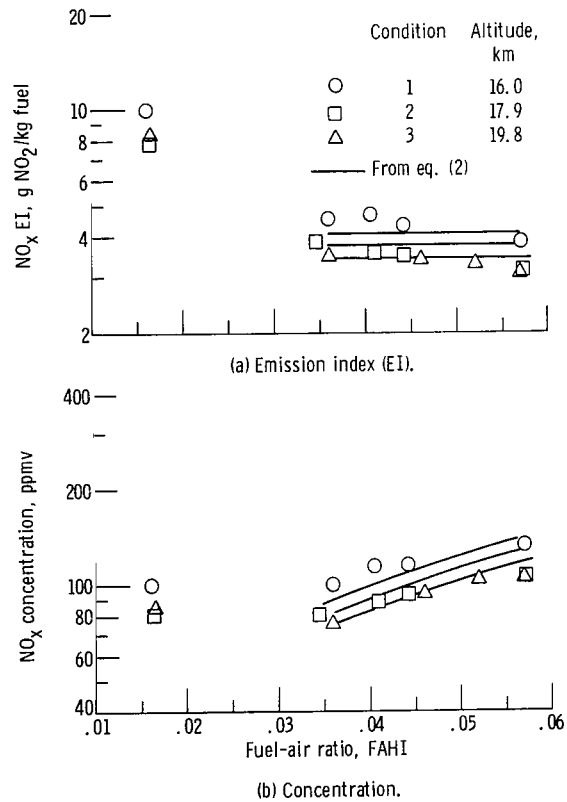 Condition Altitude, km
○ 1 16.0
□ 2 17.9
△ 3 19.8
From eq. (2)
NOx EI, g NO2/kg fuel
20
10
8
6
4
2
(a) Emission index (EI).
NOx concentration, ppmv
400
200
100
80
60
40
.01 .02 .03 .04 .05 .06
Fuel-air ratio, FAHI
(b) Concentration.